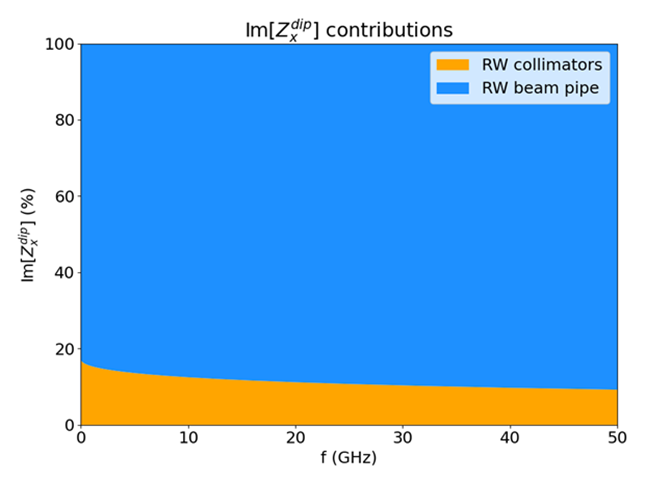 Im[Z_x^{dip}] contributions
RW collimators
RW beam pipe
Im[Z_x^{dip}] (%)
100
80
60
40
20
0
0 10 20 30 40 50
f (GHz)